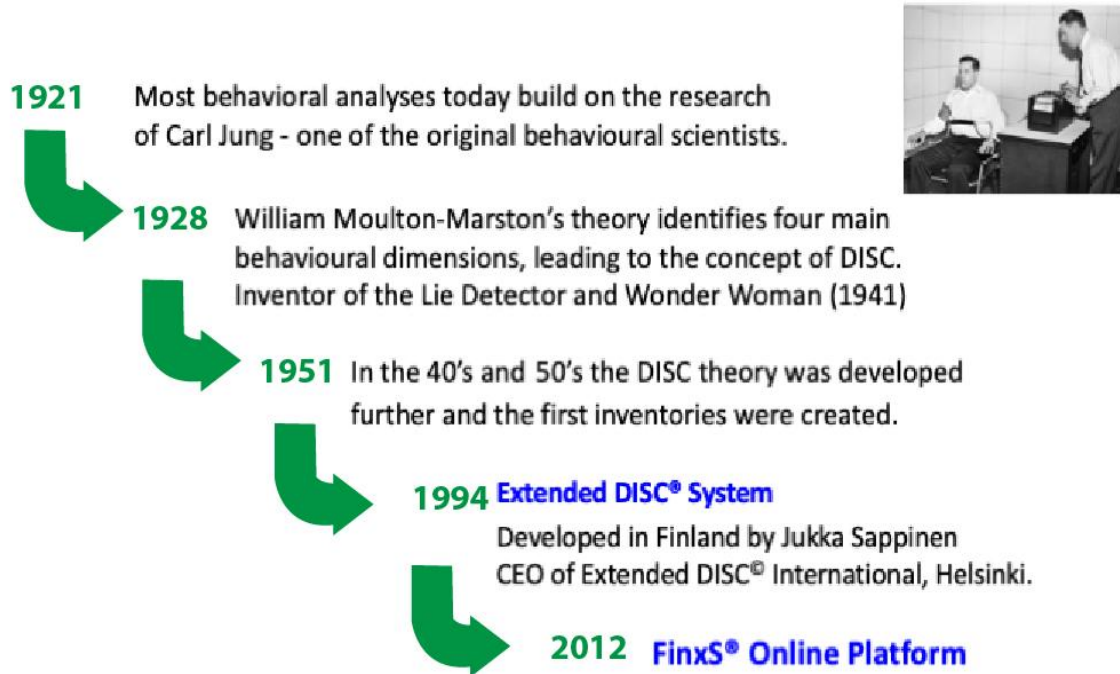 1921 Most behavioral analyses today build on the research
of Carl Jung - one of the original behavioural scientists.
1928 William Moulton-Marston's theory identifies four main
behavioural dimensions, leading to the concept of DISC.
Inventor of the Lie Detector and Wonder Woman (1941)
1951 In the 40's and 50's the DISC theory was developed
further and the first inventories were created.
1994 Extended DISC® System
Developed in Finland by Jukka Sappinen
CEO of Extended DISC© International, Helsinki.
2012 FinxS® Online Platform